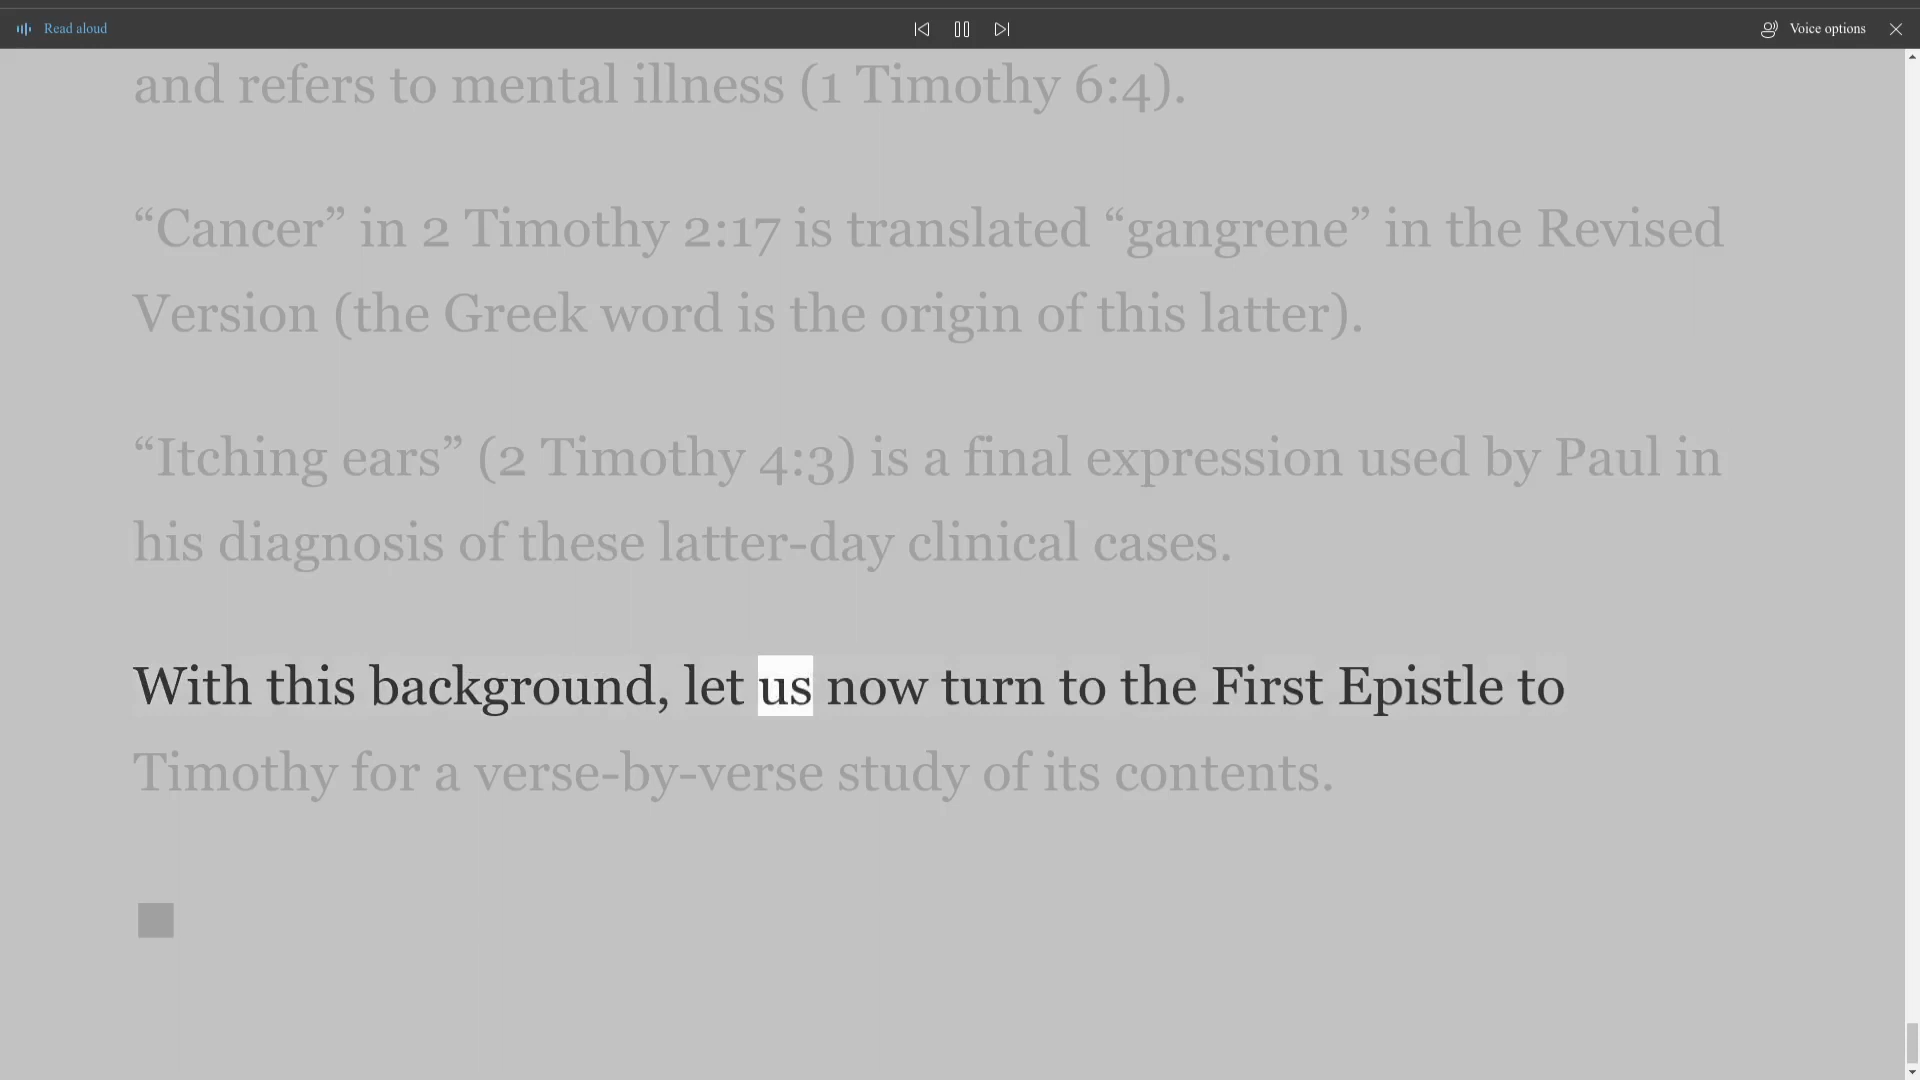 Read aloud
Voice options
and refers to mental illness (1 Timothy 6:4).
“Cancer” in 2 Timothy 2:17 is translated “gangrene” in the Revised
Version (the Greek word is the origin of this latter).
“Itching ears” (2 Timothy 4:3) is a final expression used by Paul in
his diagnosis of these latter-day clinical cases.
With this background, let us now turn to the First Epistle to
Timothy for a verse-by-verse study of its contents.